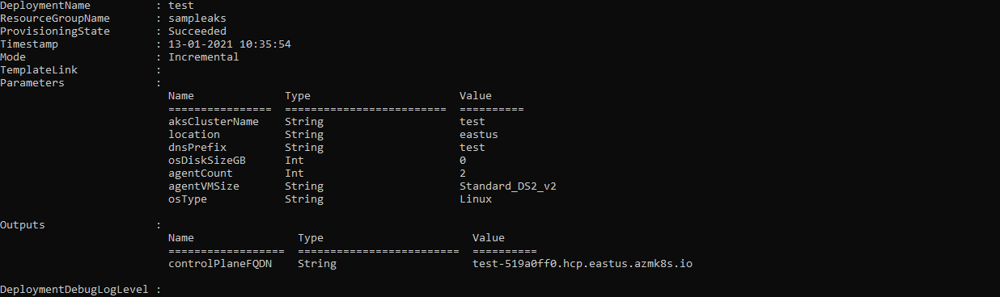 DeploymentName          : test
ResourceGroupName       : sampleaks
ProvisioningState       : Succeeded
Timestamp               : 13-01-2021 10:35:54
Mode                    : Incremental
TemplateLink            :
Parameters              :
                          Name              Type                       Value
                          ================  =========================  ==========
                          aksClusterName    String                     test
                          location          String                     eastus
                          dnsPrefix         String                     test
                          osDiskSizeGB      Int                        0
                          agentCount        Int                        2
                          agentVMSize       String                     Standard_DS2_v2
                          osType            String                     Linux

Outputs                 :
                          Name                Type                       Value
                          ==================  =========================  ==========
                          controlPlaneFQDN    String                     test-519a0ff0.hcp.eastus.azmk8s.io

DeploymentDebugLogLevel :